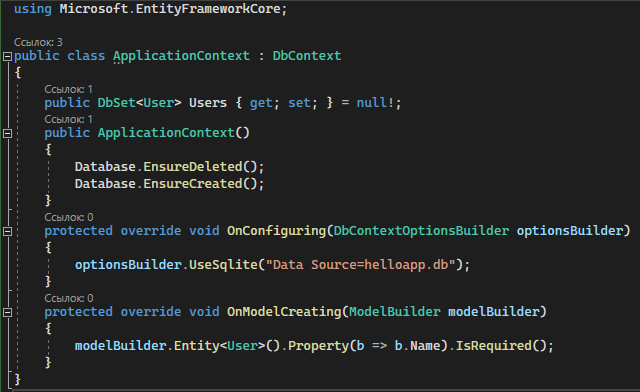 using Microsoft.EntityFrameworkCore;
Ссылок: 3
public class ApplicationContext : DbContext
{
Ссылок: 1
public DbSet<User> Users { get; set; } = null!;
Ссылок: 1
public ApplicationContext()
{
Database.EnsureDeleted();
Database.EnsureCreated();
}
Ссылок: 0
protected override void OnConfiguring(DbContextOptionsBuilder optionsBuilder)
{
optionsBuilder.UseSqlite("Data Source=helloapp.db");
}
Ссылок: 0
protected override void OnModelCreating(ModelBuilder modelBuilder)
{
modelBuilder.Entity<User>().Property(b => b.Name).IsRequired();
}
}